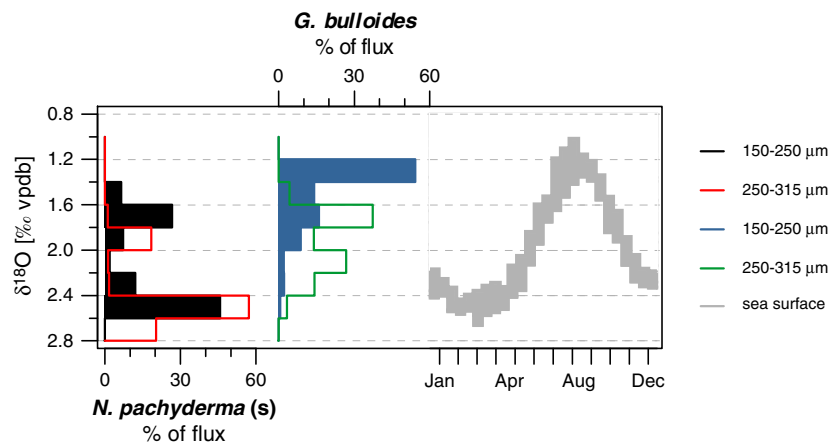 G. bulloides
% of flux
0 30 60
0.8
1.2
1.6
2.0
2.4
2.8
δ18O [‰ vpdb]
150-250 μm
250-315 μm
150-250 μm
250-315 μm
sea surface
0 30 60
Jan Apr Aug Dec
N. pachyderma (s)
% of flux